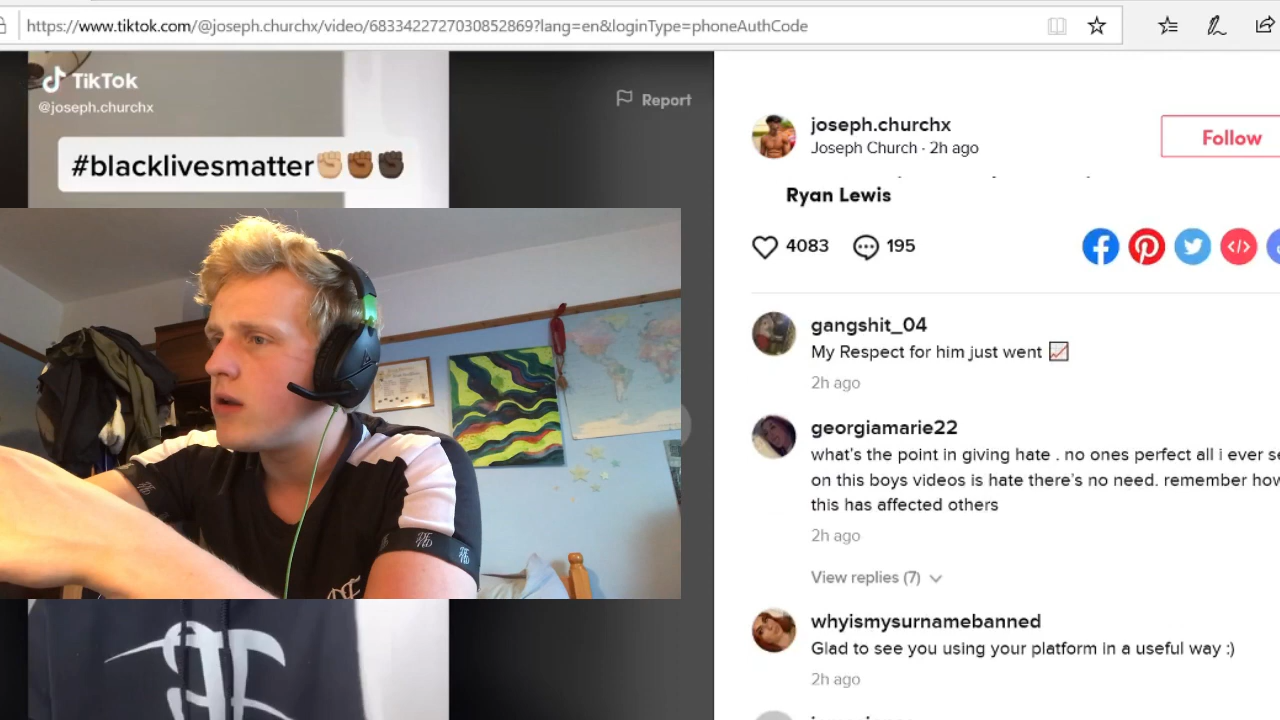 https://www.tiktok.com/@joseph.churchx/video/6833422727030852869?lang=en&loginType=phoneAuthCode
TikTok
@joseph.churchx
Report
#blacklivesmatter✊🏼✊🏾✊🏿
joseph.churchx
Joseph Church · 2h ago
Follow
Ryan Lewis
4083
195
gangshit_04
My Respect for him just went 📈
2h ago
georgiamarie22
what's the point in giving hate . no ones perfect all i ever
on this boys videos is hate there's no need. remember
this has affected others
2h ago
View replies (7)
whyismysurnamebanned
Glad to see you using your platform in a useful way :)
2h ago